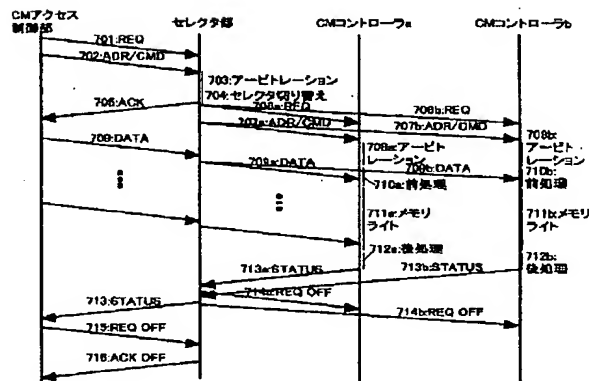 CMアクセス
制御部
セレクタ部
CMコントローラa
CMコントローラb
701:REQ
702:ADR/CMD
703:アービトレーション
704:セレクタ切り替え
705:ACK
706a:REQ
706b:REQ
707a:ADR/CMD
707b:ADR/CMD
708a:アービト
レーション
708b:
アービト
レーション
709:DATA
709a:DATA
709b:DATA
710a:前処理
710b:
前処理
711a:メモリ
ライト
711b:メモリ
ライト
712a:後処理
712b:
後処理
713a:STATUS
713b:STATUS
713:STATUS
714a:REQ OFF
714b:REQ OFF
715:REQ OFF
716:ACK OFF